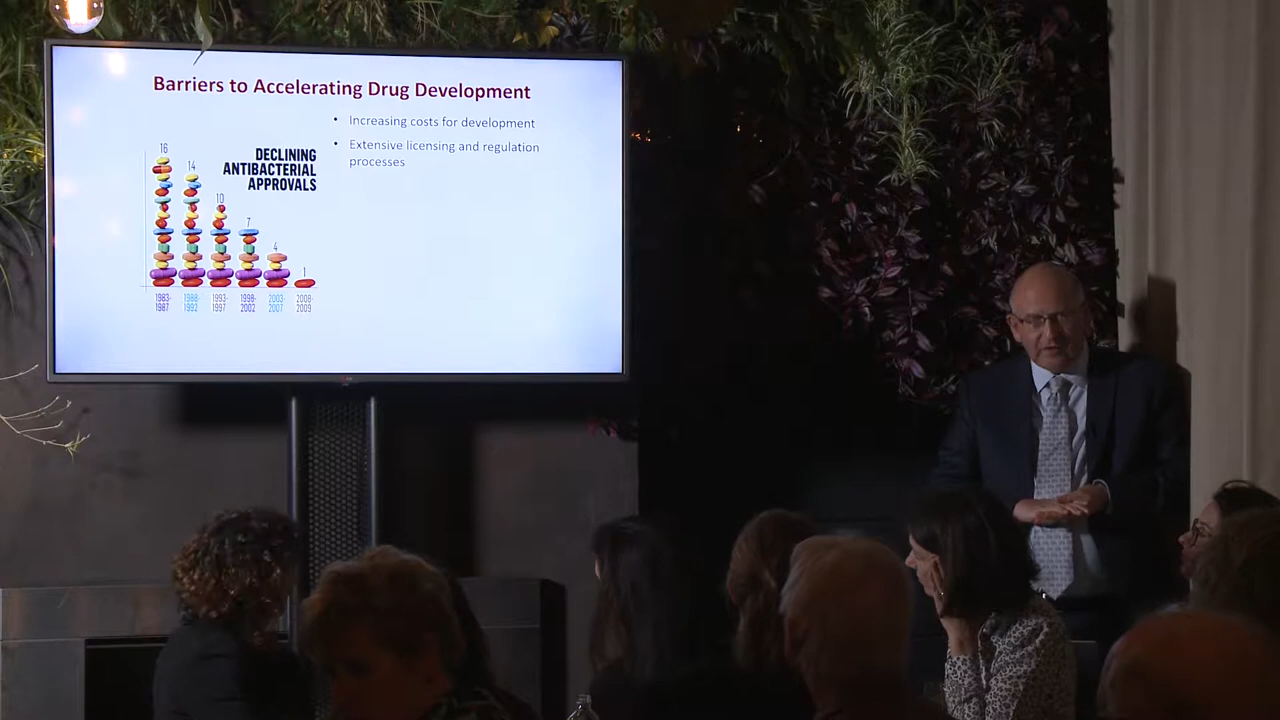 Barriers to Accelerating Drug Development
• Increasing costs for development
• Extensive licensing and regulation
processes
DECLINING
ANTIBACTERIAL
APPROVALS
16
14
10
7
4
1
1983-
1987
1988-
1992
1993-
1997
1998-
2002
2003-
2007
2008-
2009